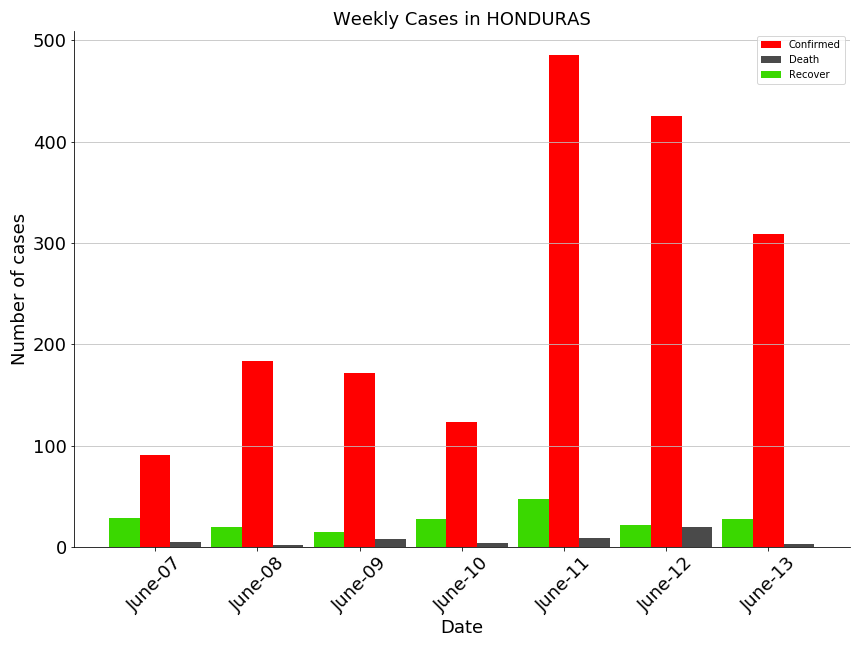 Weekly Cases in HONDURAS
Confirmed
Death
Recover
Number of cases
500
400
300
200
100
0
June-07
June-08
June-09
June-10
June-11
June-12
June-13
Date